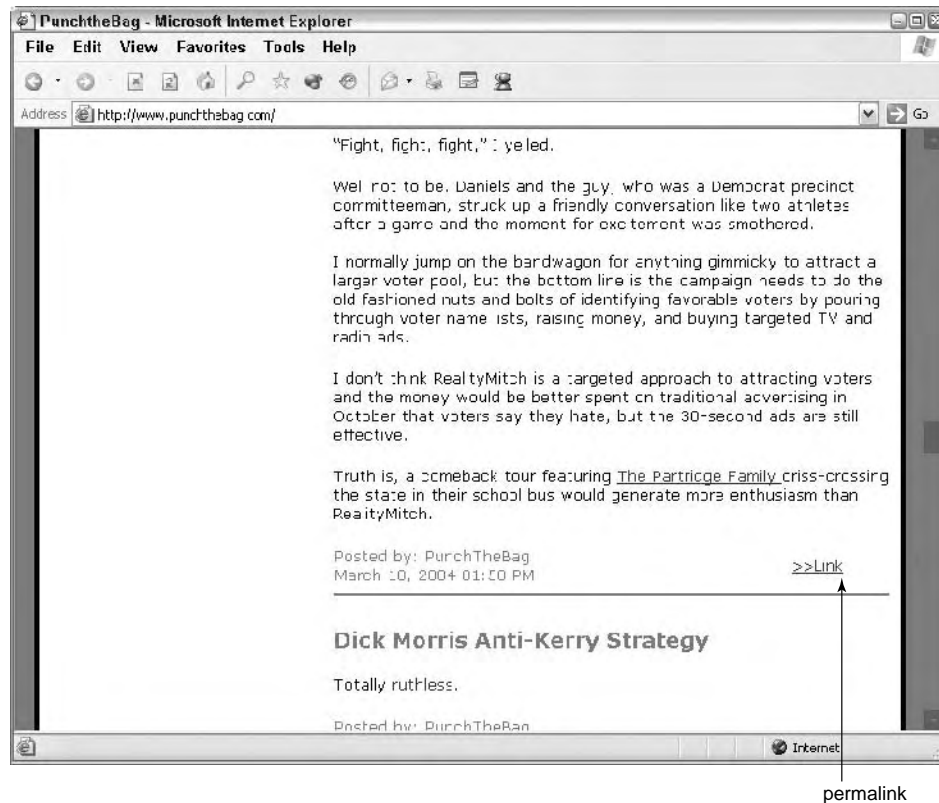 PunchtheBag - Microsoft Internet Explorer
File Edit View Favorites Tools Help
Address http://www.punchthebag.com/ Go
"Fight, fight, fight," I yelled.
Well not to be. Daniels and the guy, who was a Democrat precinct
committeeman, struck up a friendly conversation like two athletes
after a game and the moment for excitement was smothered.
I normally jump on the bandwagon for anything gimmicky to attract a
larger voter pool, but the bottom line is the campaign needs to do the
old fashioned nuts and bolts of identifying favorable voters by pouring
through voter name lists, raising money, and buying targeted TV and
radio ads.
I don't think RealityMitch is a targeted approach to attracting voters
and the money would be better spent on traditional advertising in
October that voters say they hate, but the 30-second ads are still
effective.
Truth is, a comeback tour featuring The Partridge Family criss-crossing
the state in their school bus would generate more enthusiasm than
RealityMitch.
Posted by: PunchTheBag
March 10, 2004 PM
>>Link
Dick Morris Anti-Kerry Strategy
Totally ruthless.
Posted by: PunchTheBag
Internet
permalink